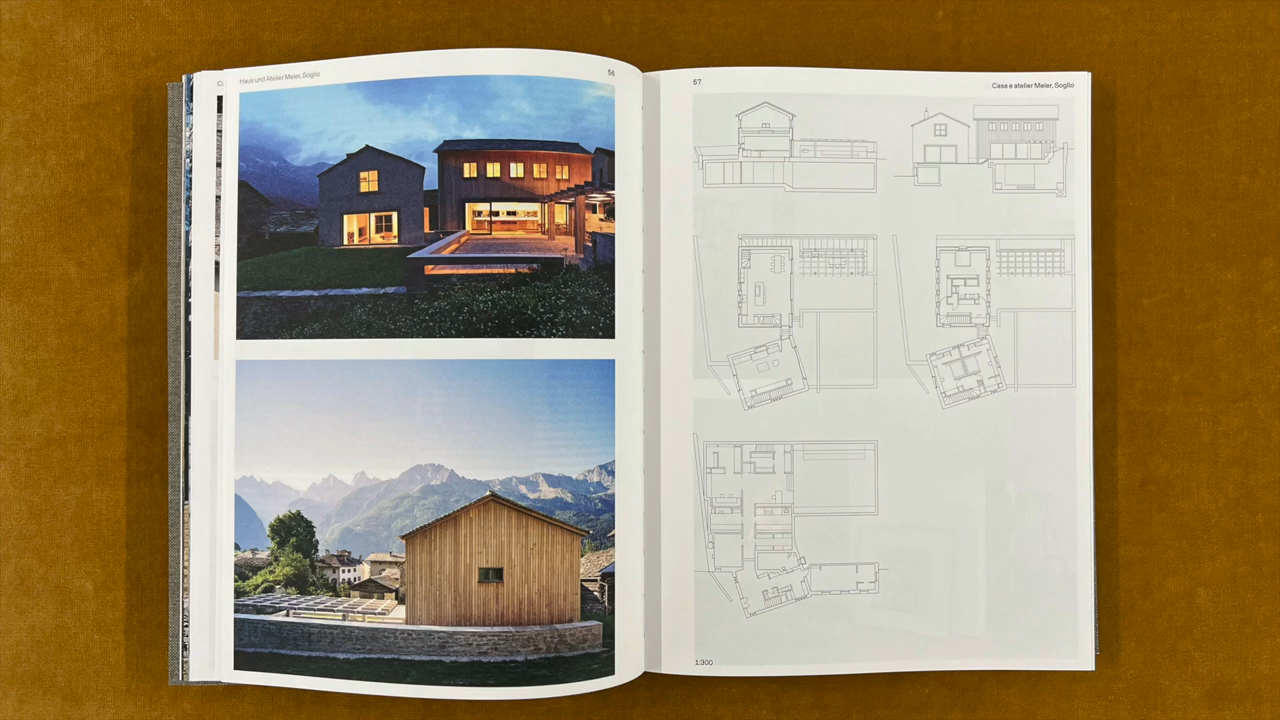 Haus und Atelier Meier, Soglio
56
57
Casa e atelier Meier, Soglio
1:300